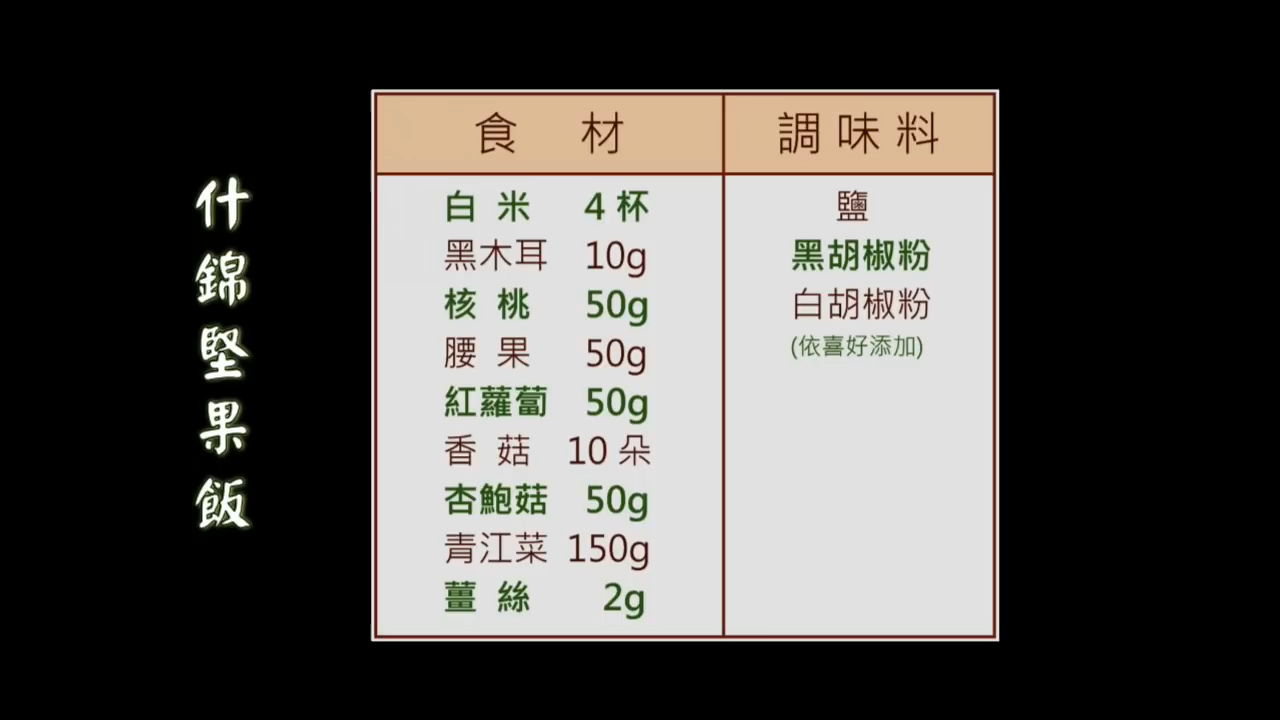 什錦堅果飯
食材 調味料
白米 4 杯 鹽
黑木耳 10g 黑胡椒粉
核桃 50g 白胡椒粉
腰果 50g (依喜好添加)
紅蘿蔔 50g
香菇 10 朵
杏鮑菇 50g
青江菜 150g
薑絲 2g